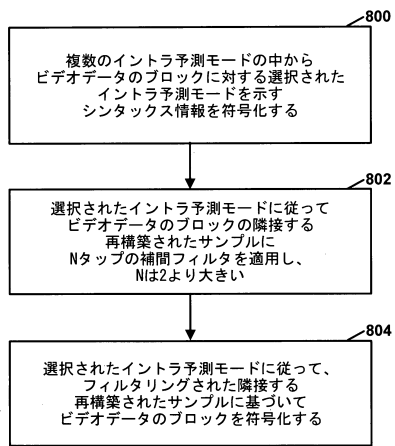 800
複数のイントラ予測モードの中から
ビデオデータのブロックに対する選択された
イントラ予測モードを示す
シンタックス情報を符号化する
802
選択されたイントラ予測モードに従って
ビデオデータのブロックの隣接する
再構築されたサンプルに
Nタップの補間フィルタを適用し、
Nは2より大きい
804
選択されたイントラ予測モードに従って、
フィルタリングされた隣接する
再構築されたサンプルに基づいて
ビデオデータのブロックを符号化する